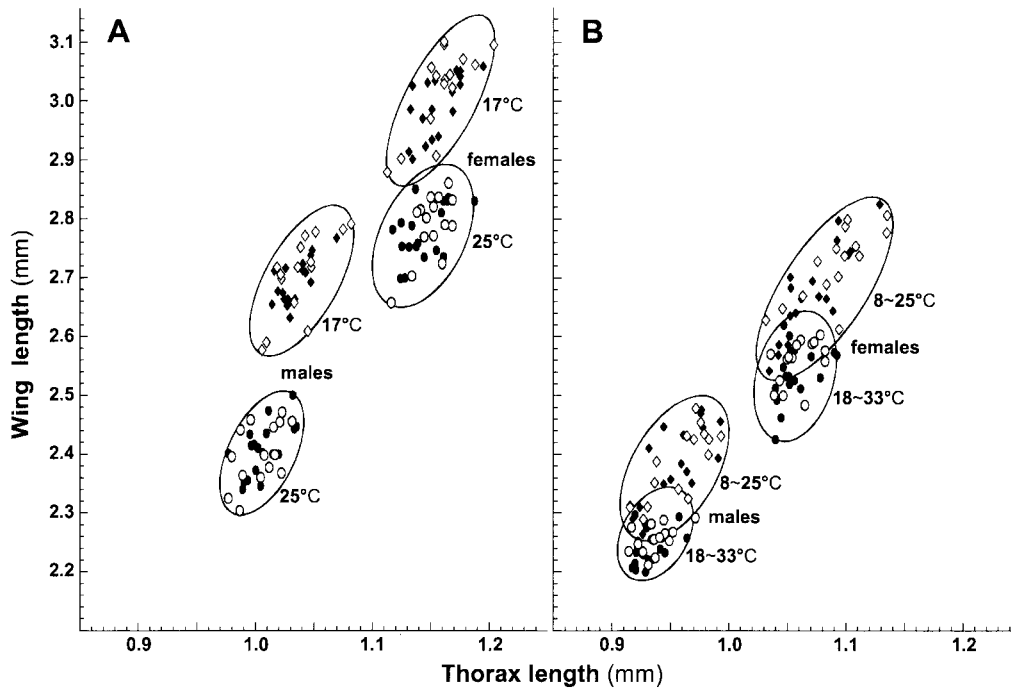 A
B
3.1
3.0
2.9
2.8
2.7
2.6
2.5
2.4
2.3
2.2
Wing length (mm)
17°C
females
25°C
17°C
males
25°C
8~25°C
females
18~33°C
8~25°C
males
18~33°C
0.9
1.0
1.1
1.2
0.9
1.0
1.1
1.2
Thorax length (mm)